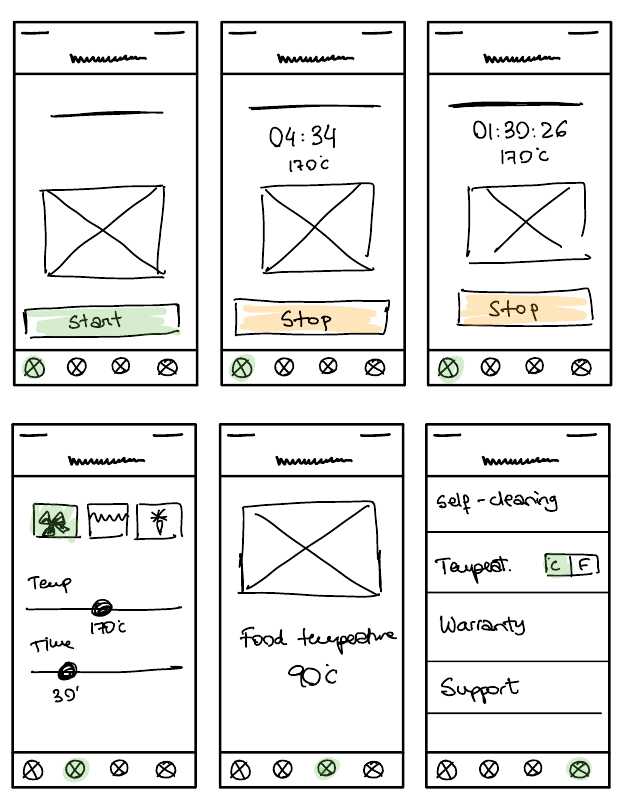 Start
04:34
170°C
Stop
01:30:26
170°C
Stop
Temp
170°C
Time
30'
Food temperature
90°C
Self-cleaning
Temperat. C F
Warranty
Support